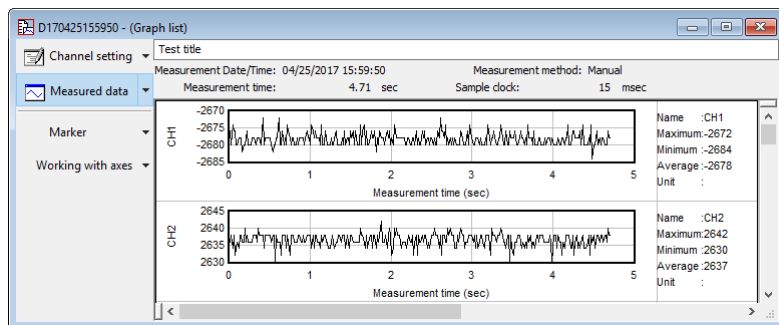 D170425155950 - (Graph list)
Channel setting
Test title
Measurement Date/Time: 04/25/2017 15:59:50 Measurement method: Manual
Measured data
Measurement time: 4.71 sec Sample clock: 15 msec
Marker
Working with axes
CH1
-2670
-2675
-2680
-2685
0 1 2 3 4 5
Measurement time (sec)
Name :CH1
Maximum:-2672
Minimum :-2684
Average :-2678
Unit :
CH2
2645
2640
2635
2630
0 1 2 3 4 5
Measurement time (sec)
Name :CH2
Maximum:2642
Minimum :2630
Average :2637
Unit :